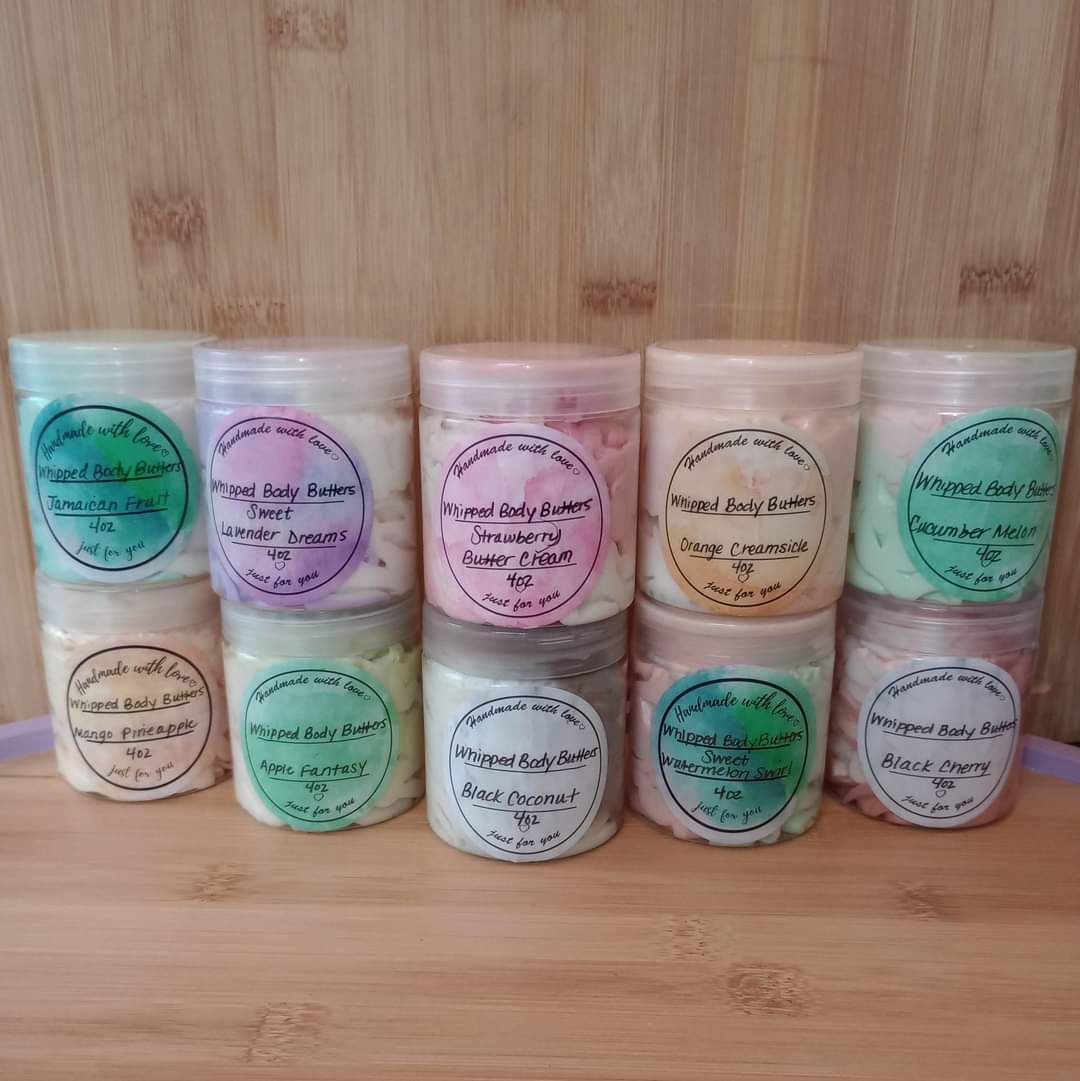 Handmade with love
Whipped Body Butters
Jamaican Fruit
4oz
just for you
Handmade with love
Whipped Body Butters
Sweet
Lavender Dreams
4oz
Just for you
Handmade with love
Whipped Body Butters
Strawberry
Butter Cream
4oz
Just for you
Handmade with love
Whipped Body Butters
Orange Creamsicle
4oz
Just for you
Handmade with love
Whipped Body Butters
Cucumber Melon
4oz
Just for you
Handmade with love
Whipped Body Butters
Mango Pineapple
4oz
just for you
Handmade with love
Whipped Body Butters
Apple Fantasy
4oz
Just for you
Handmade with love
Whipped Body Butters
Black Coconut
4oz
Just for you
Handmade with love
Whipped Body Butters
Sweet
Watermelon Swirl
4oz
just for you
Handmade with love
Whipped Body Butters
Black Cherry
4oz
Just for you